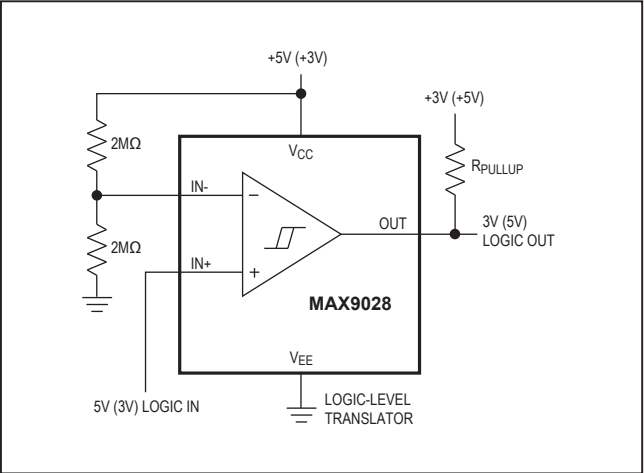 +5V (+3V)
+3V (+5V)
2MΩ
VCC
RPULLUP
IN-
−
2MΩ
OUT
3V (5V)
LOGIC OUT
IN+
+
MAX9028
VEE
5V (3V) LOGIC IN
LOGIC-LEVEL
TRANSLATOR